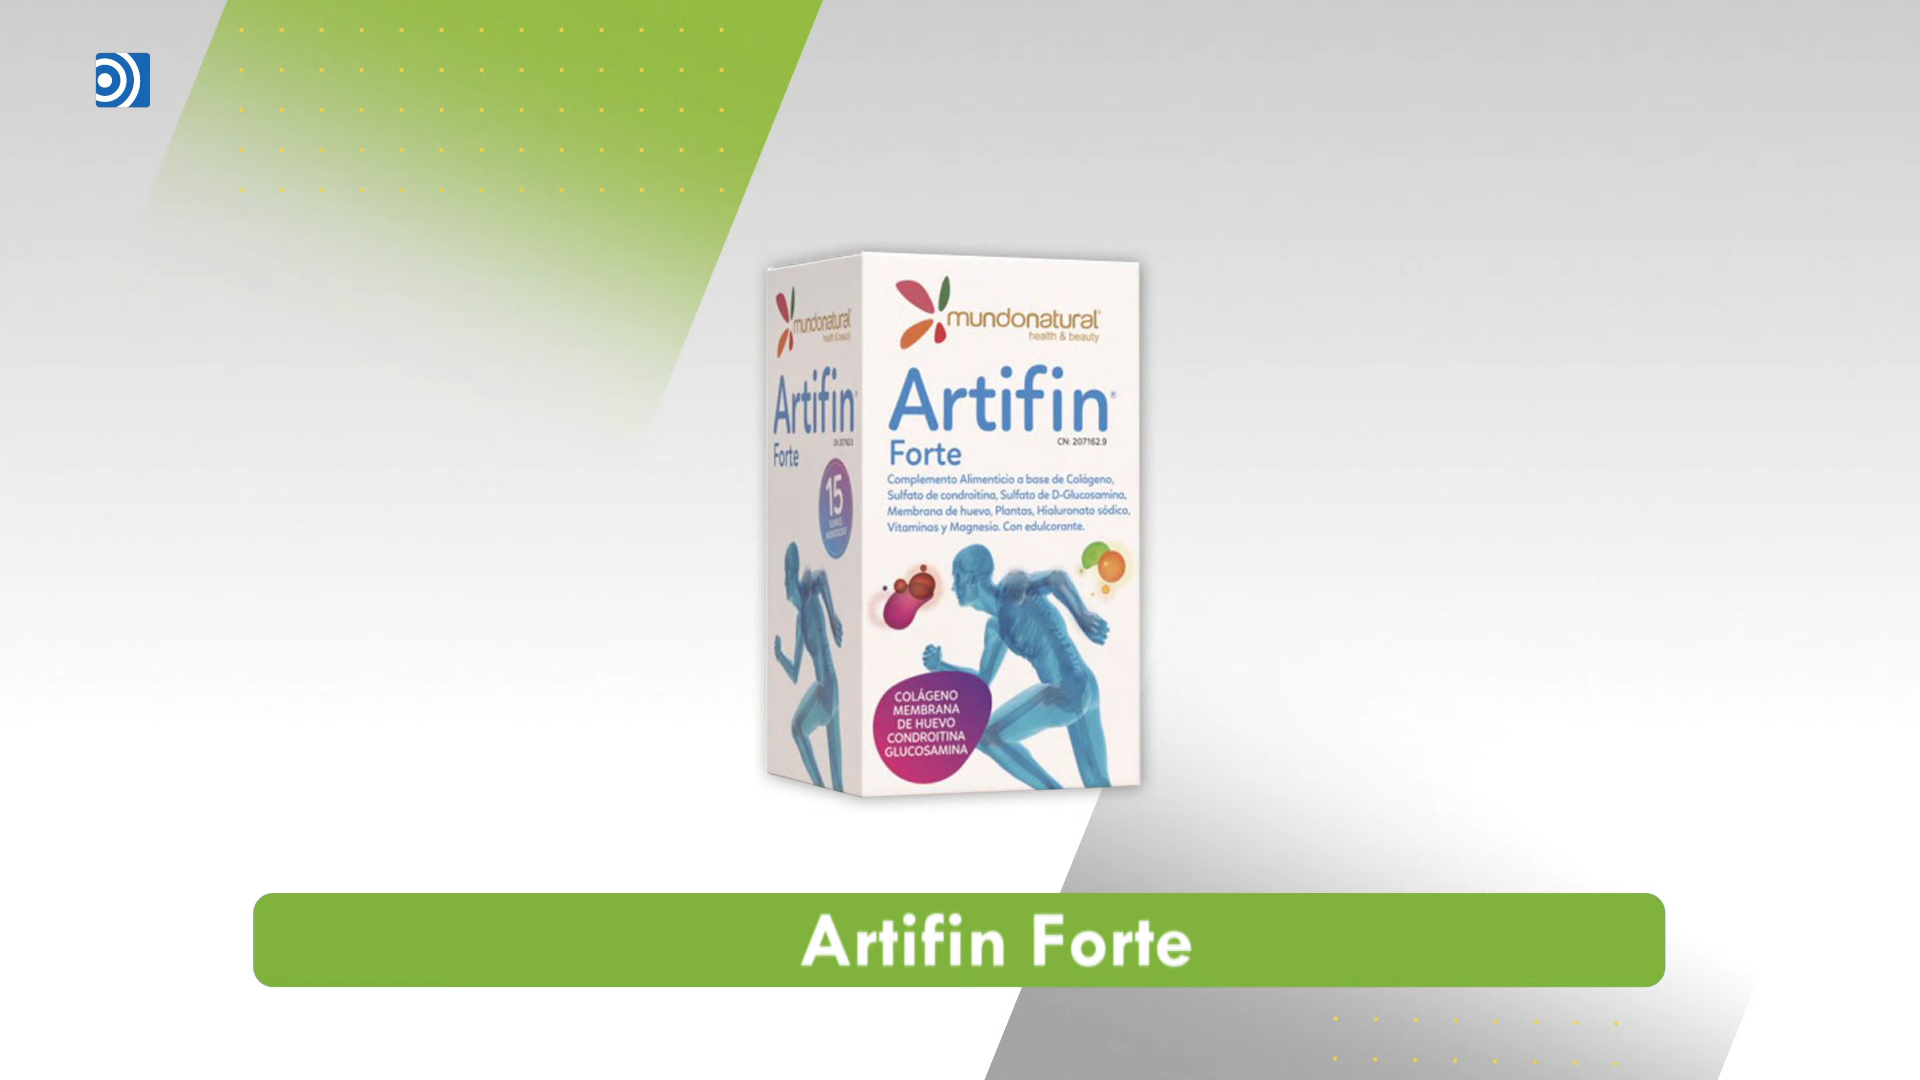 mundonatural
health & beauty
Artifin
Forte
15
mundonatural®
health & beauty
Artifin®
CN: 207162.9
Forte
Complemento Alimenticio a base de Colágeno,
Sulfato de condroitina, Sulfato de D-Glucosamina,
Membrana de huevo, Plantas, Hialuronato sódico,
Vitaminas y Magnesio. Con edulcorante.
COLÁGENO
MEMBRANA
DE HUEVO
CONDROITINA
GLUCOSAMINA
Artifin Forte